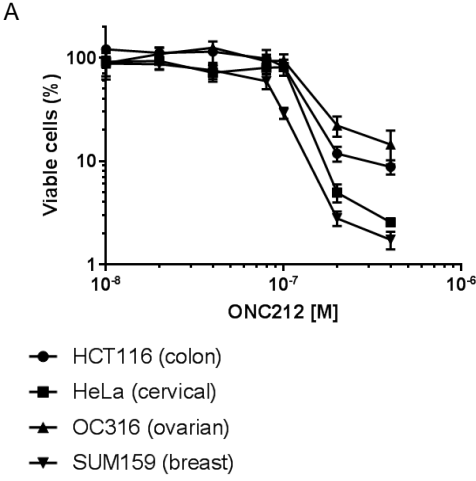 A
Viable cells (%)
100
10
1
10-8
10-7
10-6
ONC212 [M]
HCT116 (colon)
HeLa (cervical)
OC316 (ovarian)
SUM159 (breast)